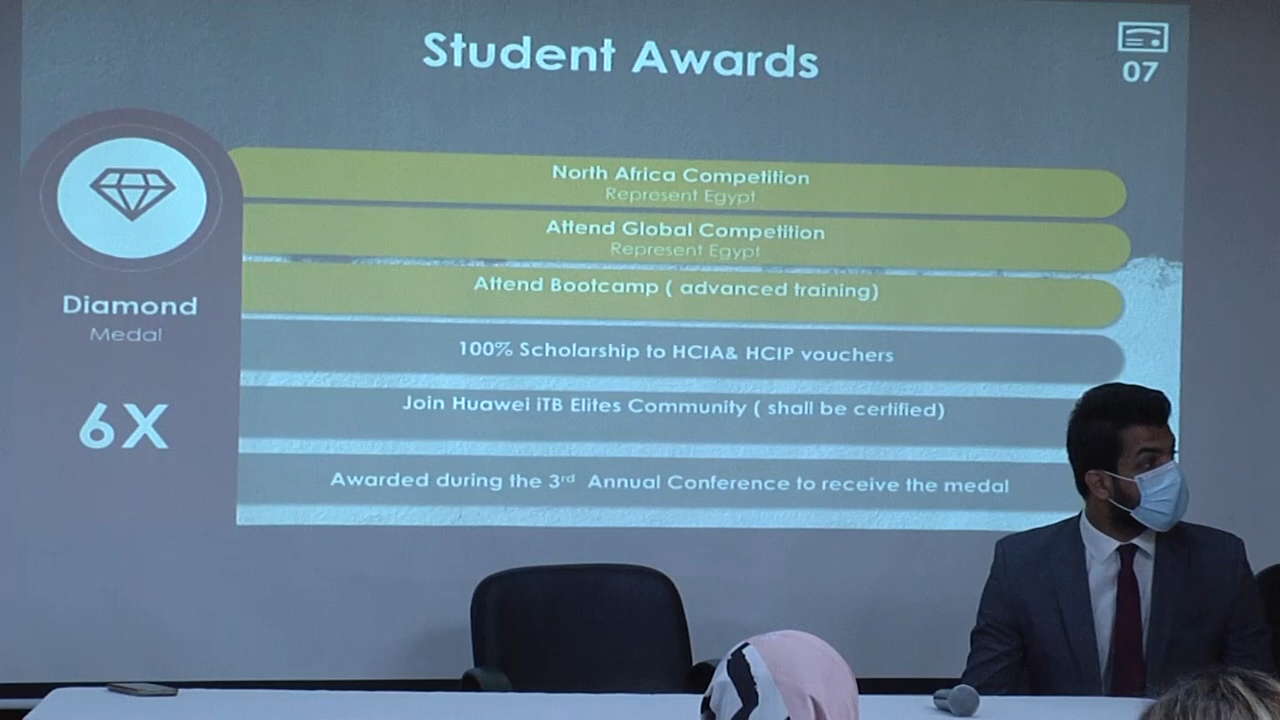 Student Awards
07
North Africa Competition
Represent Egypt
Attend Global Competition
Represent Egypt
Attend Bootcamp ( advanced training)
Diamond
Medal
100% Scholarship to HCIA& HCIP vouchers
6X
Join Huawei iTB Elites Community ( shall be certified)
Awarded during the 3rd Annual Conference to receive the medal